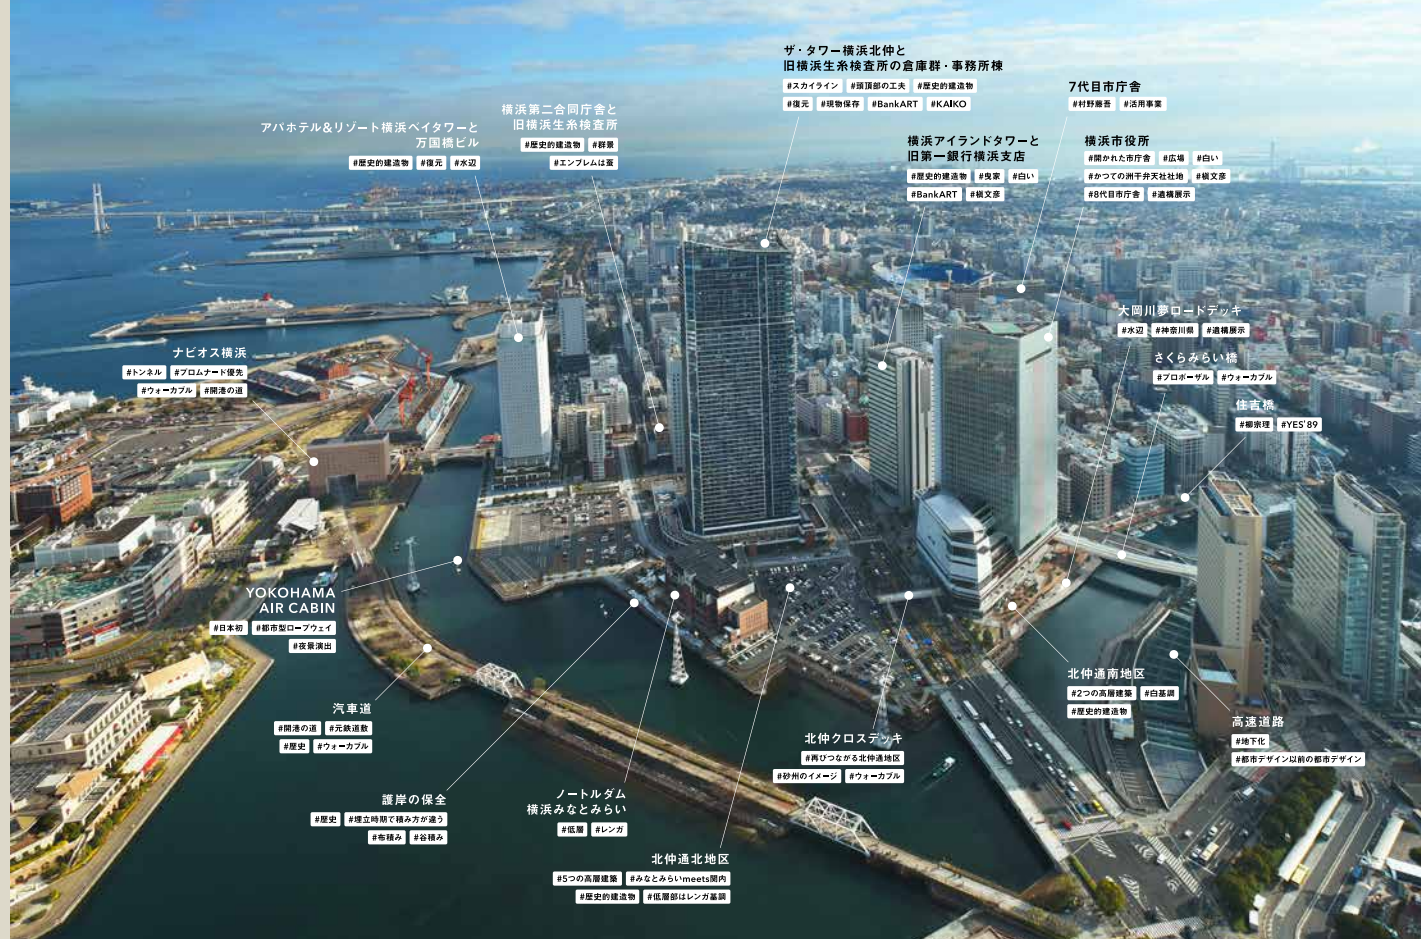 ザ・タワー横浜北仲と
旧横浜生糸検査所の倉庫群・事務所棟
#スカイライン #頭頂部の工夫 #歴史的建造物
#復元 #現物保存 #BankART #KAIKO
7代目市庁舎
#村野藤吾 #活用事業
横浜第二合同庁舎と
旧横浜生糸検査所
#歴史的建造物 #群景
#エンブレムは蚕
アパホテル&リゾート横浜ベイタワーと
万国橋ビル
#歴史的建造物 #復元 #水辺
横浜アイランドタワーと
旧第一銀行横浜支店
#歴史的建造物 #曳家 #白い
#BankART #槇文彦
横浜市役所
#開かれた市庁舎 #広場 #白い
#かつての洲干弁天社社地 #槇文彦
#8代目市庁舎 #遺構展示
大岡川夢ロードデッキ
#水辺 #神奈川県 #遺構展示
ナビオス横浜
#トンネル #プロムナード優先
#ウォーカブル #開港の道
さくらみらい橋
#プロポーザル #ウォーカブル
住吉橋
#柳宗理 #YES'89
YOKOHAMA
AIR CABIN
#日本初 #都市型ロープウェイ
#夜景演出
北仲通南地区
#2つの高層建築 #白基調
#歴史的建造物
汽車道
#開港の道 #元鉄道敷
#歴史 #ウォーカブル
高速道路
#地下化
#都市デザイン以前の都市デザイン
北仲クロスデッキ
#再びつながる北仲通地区
#砂州のイメージ #ウォーカブル
護岸の保全
#歴史 #埋立時期で積み方が違う
#布積み #谷積み
ノートルダム
横浜みなとみらい
#低層 #レンガ
北仲通北地区
#5つの高層建築 #みなとみらいmeets関内
#歴史的建造物 #低層部はレンガ基調